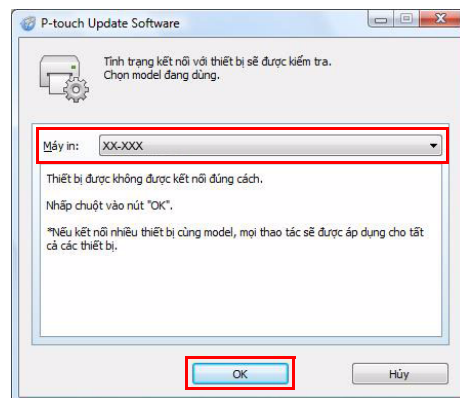 P-touch Update Software
Tình trạng kết nối với thiết bị sẽ được kiểm tra.
Chọn model đang dùng.
Máy in: XX-XXX
Thiết bị được không được kết nối đúng cách.
Nhấp chuột vào nút "OK".
*Nếu kết nối nhiều thiết bị cùng model, mọi thao tác sẽ được áp dụng cho tất
cả các thiết bị.
OK Hủy